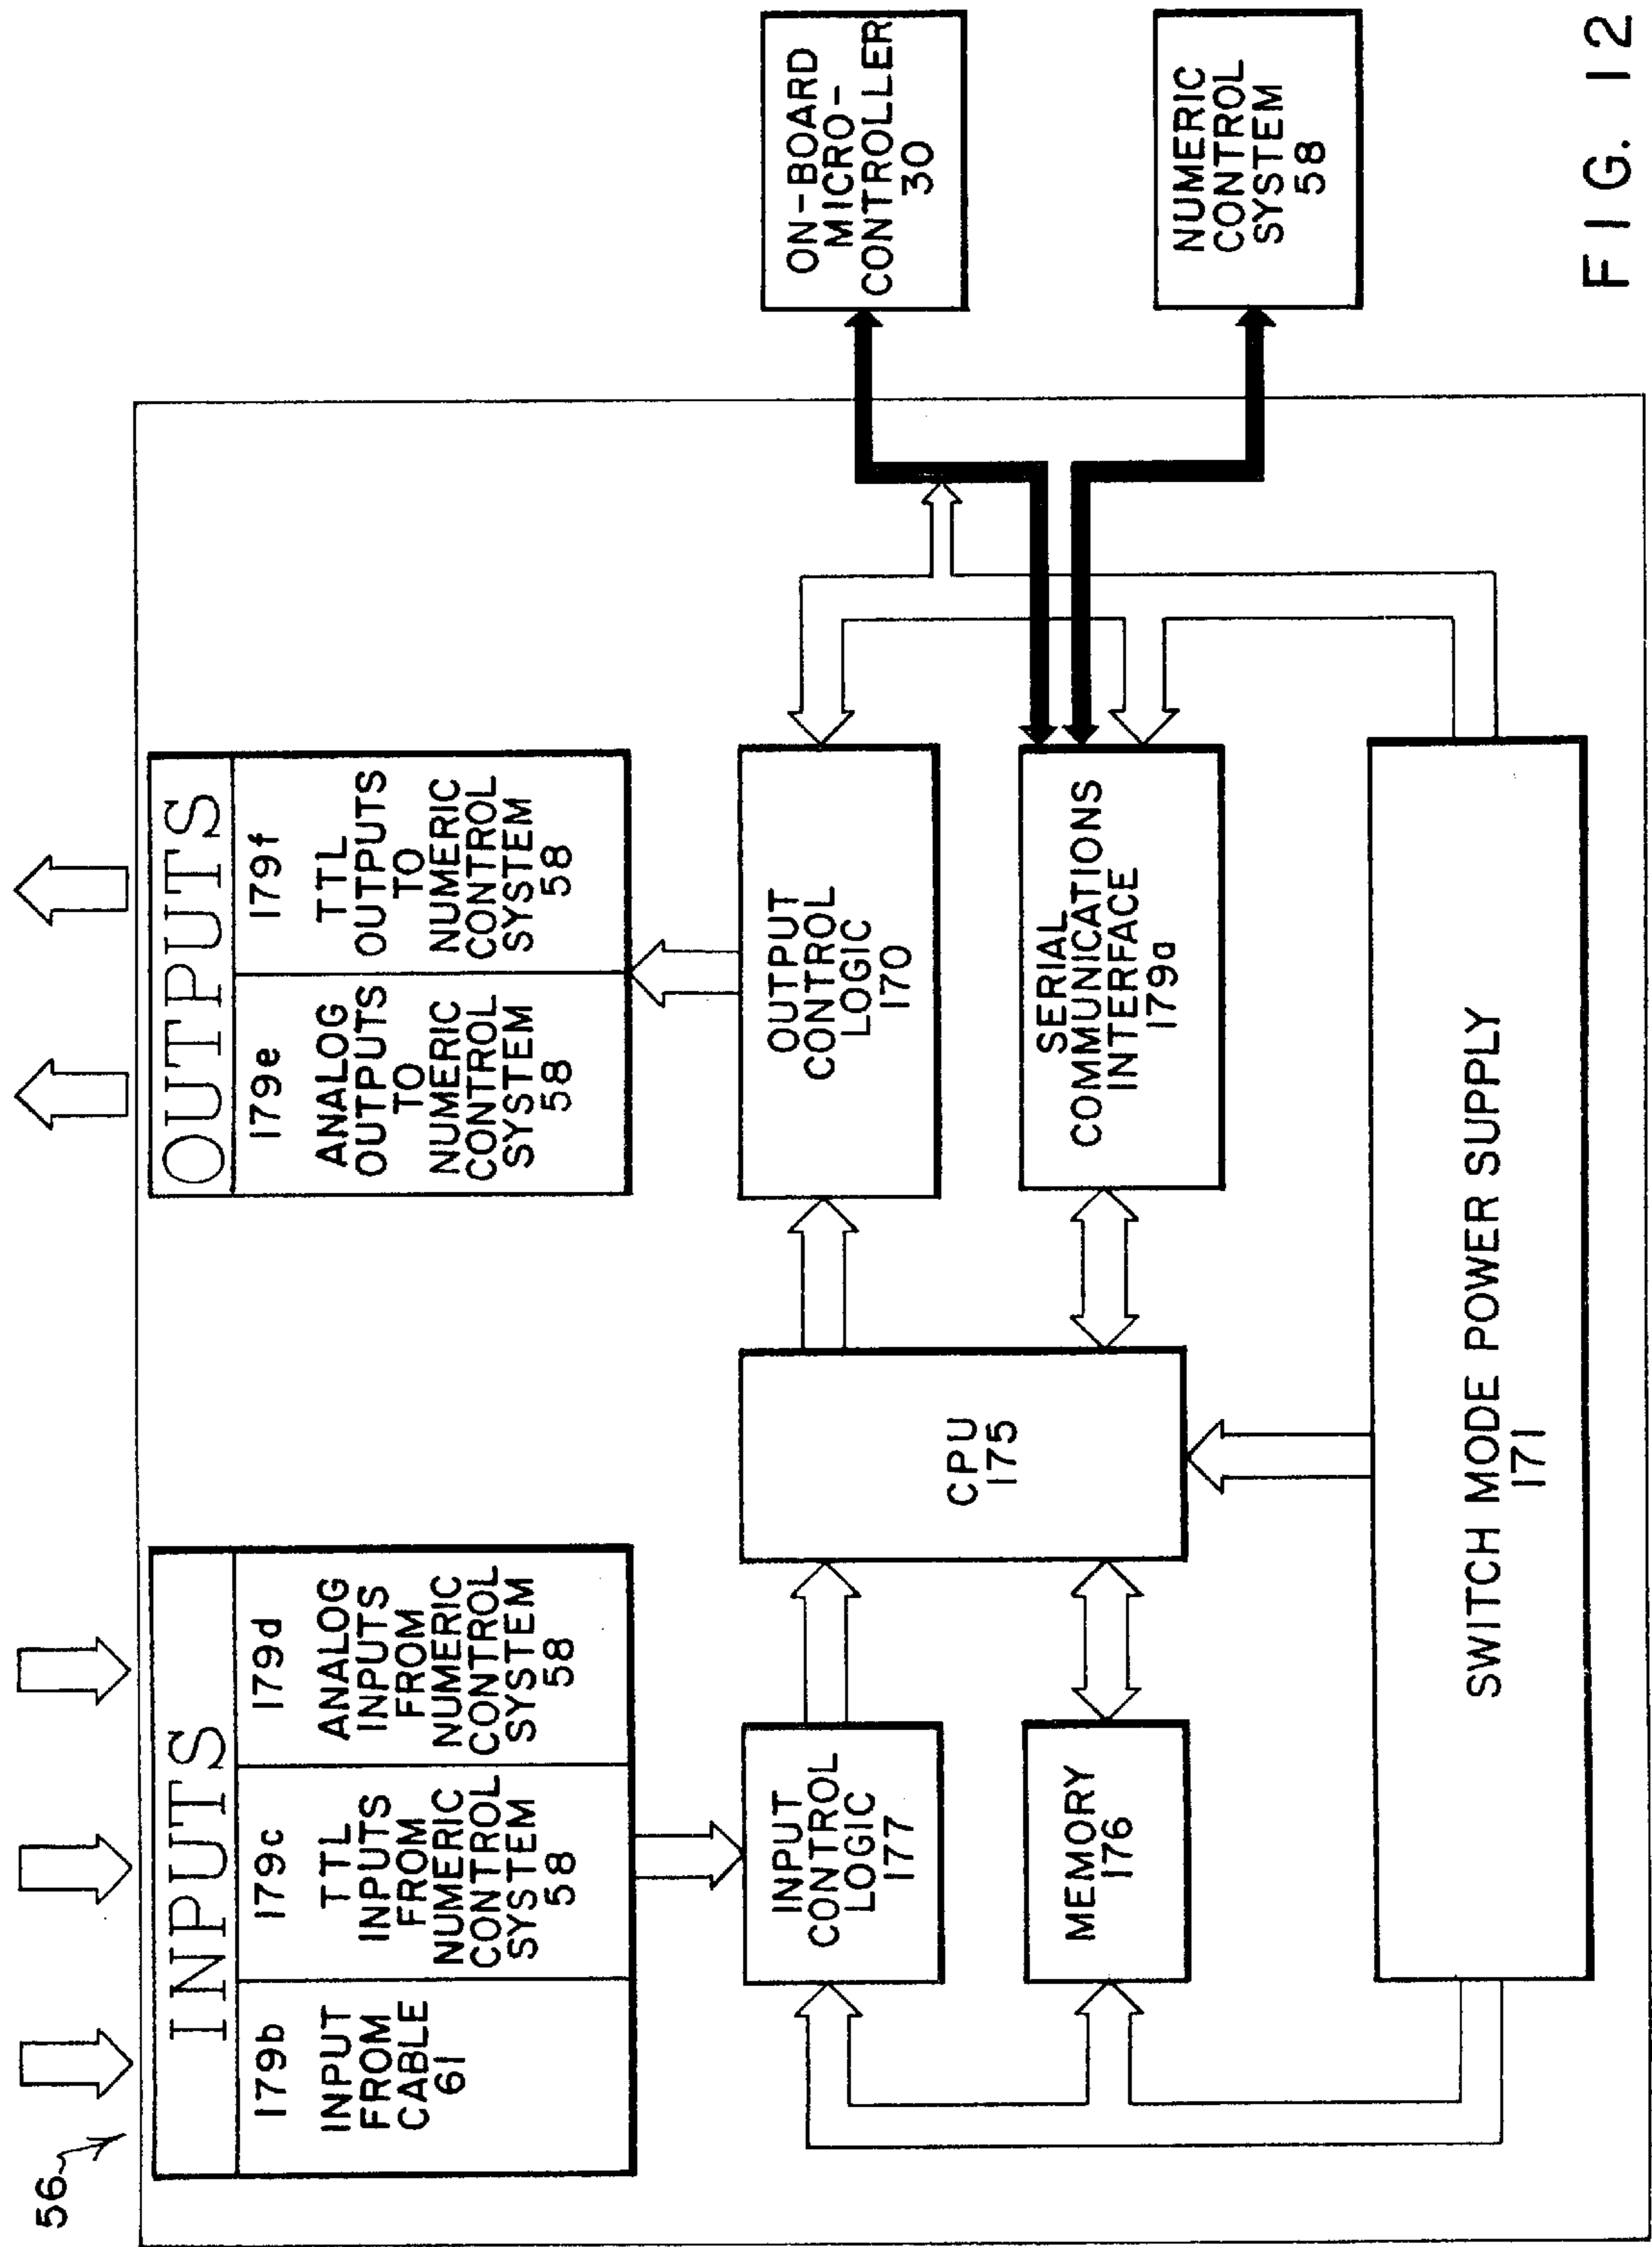 56
INPUTS
179b
INPUT
FROM
CABLE
61
179c
TTL
INPUTS
FROM
NUMERIC
CONTROL
SYSTEM
58
179d
ANALOG
INPUTS
FROM
NUMERIC
CONTROL
SYSTEM
58
OUTPUTS
179e
ANALOG
OUTPUTS
TO
NUMERIC
CONTROL
SYSTEM
58
179f
TTL
OUTPUTS
TO
NUMERIC
CONTROL
SYSTEM
58
INPUT
CONTROL
LOGIC
177
MEMORY
176
CPU
175
OUTPUT
CONTROL
LOGIC
170
SERIAL
COMMUNICATIONS
INTERFACE
179a
SWITCH MODE POWER SUPPLY
171
ON-BOARD
MICRO-
CONTROLLER
30
NUMERIC
CONTROL
SYSTEM
58
FIG. 12